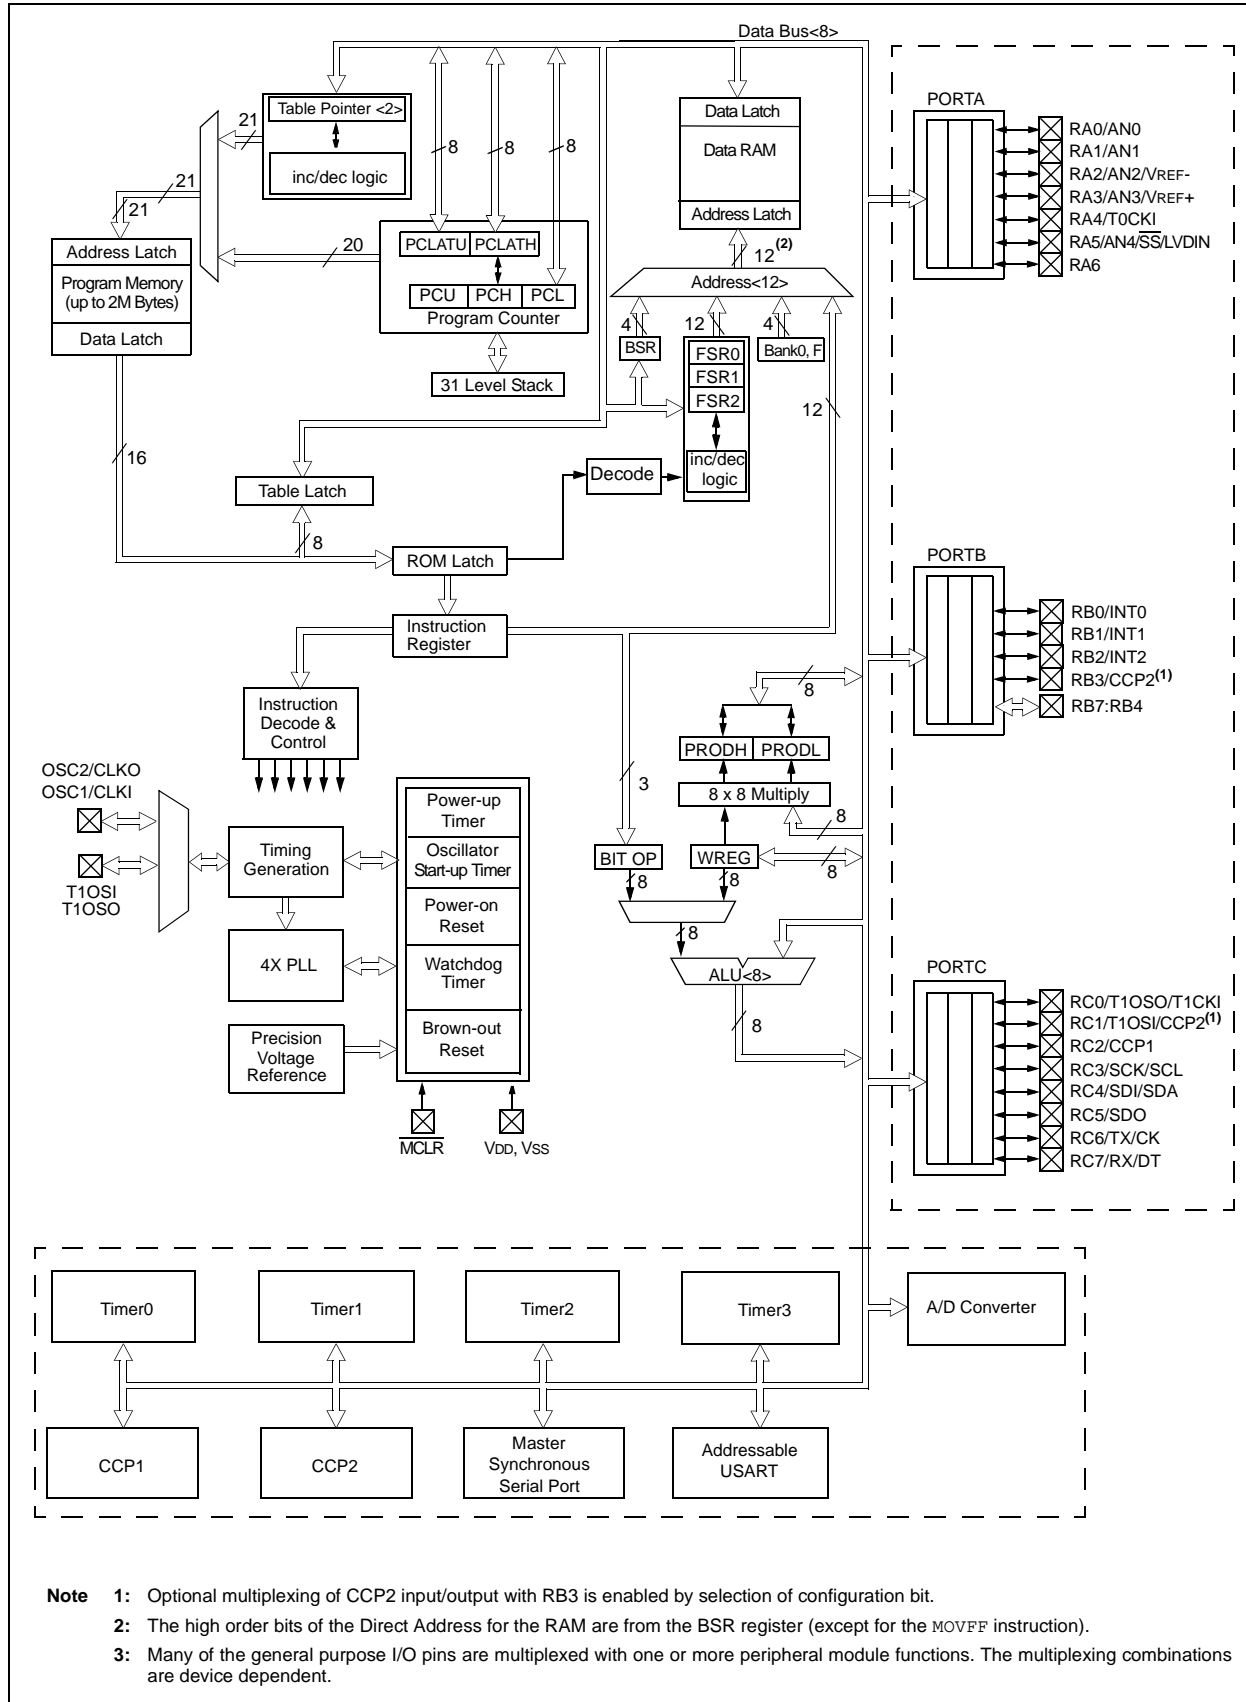 Data Bus<8>
PORTA
Table Pointer <2>
inc/dec logic
21
21
21
8
8
8
20
Address Latch
Program Memory
(up to 2M Bytes)
Data Latch
16
PCLATU PCLATH
PCU PCH PCL
Program Counter
31 Level Stack
Data Latch
Data RAM
Address Latch
12(2)
Address<12>
4
12
4
BSR
FSR0
FSR1
FSR2
inc/dec
logic
Bank0, F
12
RA0/AN0
RA1/AN1
RA2/AN2/VREF-
RA3/AN3/VREF+
RA4/T0CKI
RA5/AN4/SS/LVDIN
RA6
Table Latch
8
Decode
ROM Latch
Instruction
Register
PORTB
RB0/INT0
RB1/INT1
RB2/INT2
RB3/CCP2(1)
RB7:RB4
Instruction
Decode &
Control
8
PRODH PRODL
8 x 8 Multiply
3
8
BIT OP
WREG
8
8
8
8
ALU<8>
8
OSC2/CLKO
OSC1/CLKI
T1OSI
T1OSO
Timing
Generation
4X PLL
Precision
Voltage
Reference
Power-up
Timer
Oscillator
Start-up Timer
Power-on
Reset
Watchdog
Timer
Brown-out
Reset
MCLR
VDD, VSS
PORTC
RC0/T1OSO/T1CKI
RC1/T1OSI/CCP2(1)
RC2/CCP1
RC3/SCK/SCL
RC4/SDI/SDA
RC5/SDO
RC6/TX/CK
RC7/RX/DT
Timer0
Timer1
Timer2
Timer3
A/D Converter
CCP1
CCP2
Master
Synchronous
Serial Port
Addressable
USART
Note 1: Optional multiplexing of CCP2 input/output with RB3 is enabled by selection of configuration bit.
2: The high order bits of the Direct Address for the RAM are from the BSR register (except for the MOVFF instruction).
3: Many of the general purpose I/O pins are multiplexed with one or more peripheral module functions. The multiplexing combinations
are device dependent.